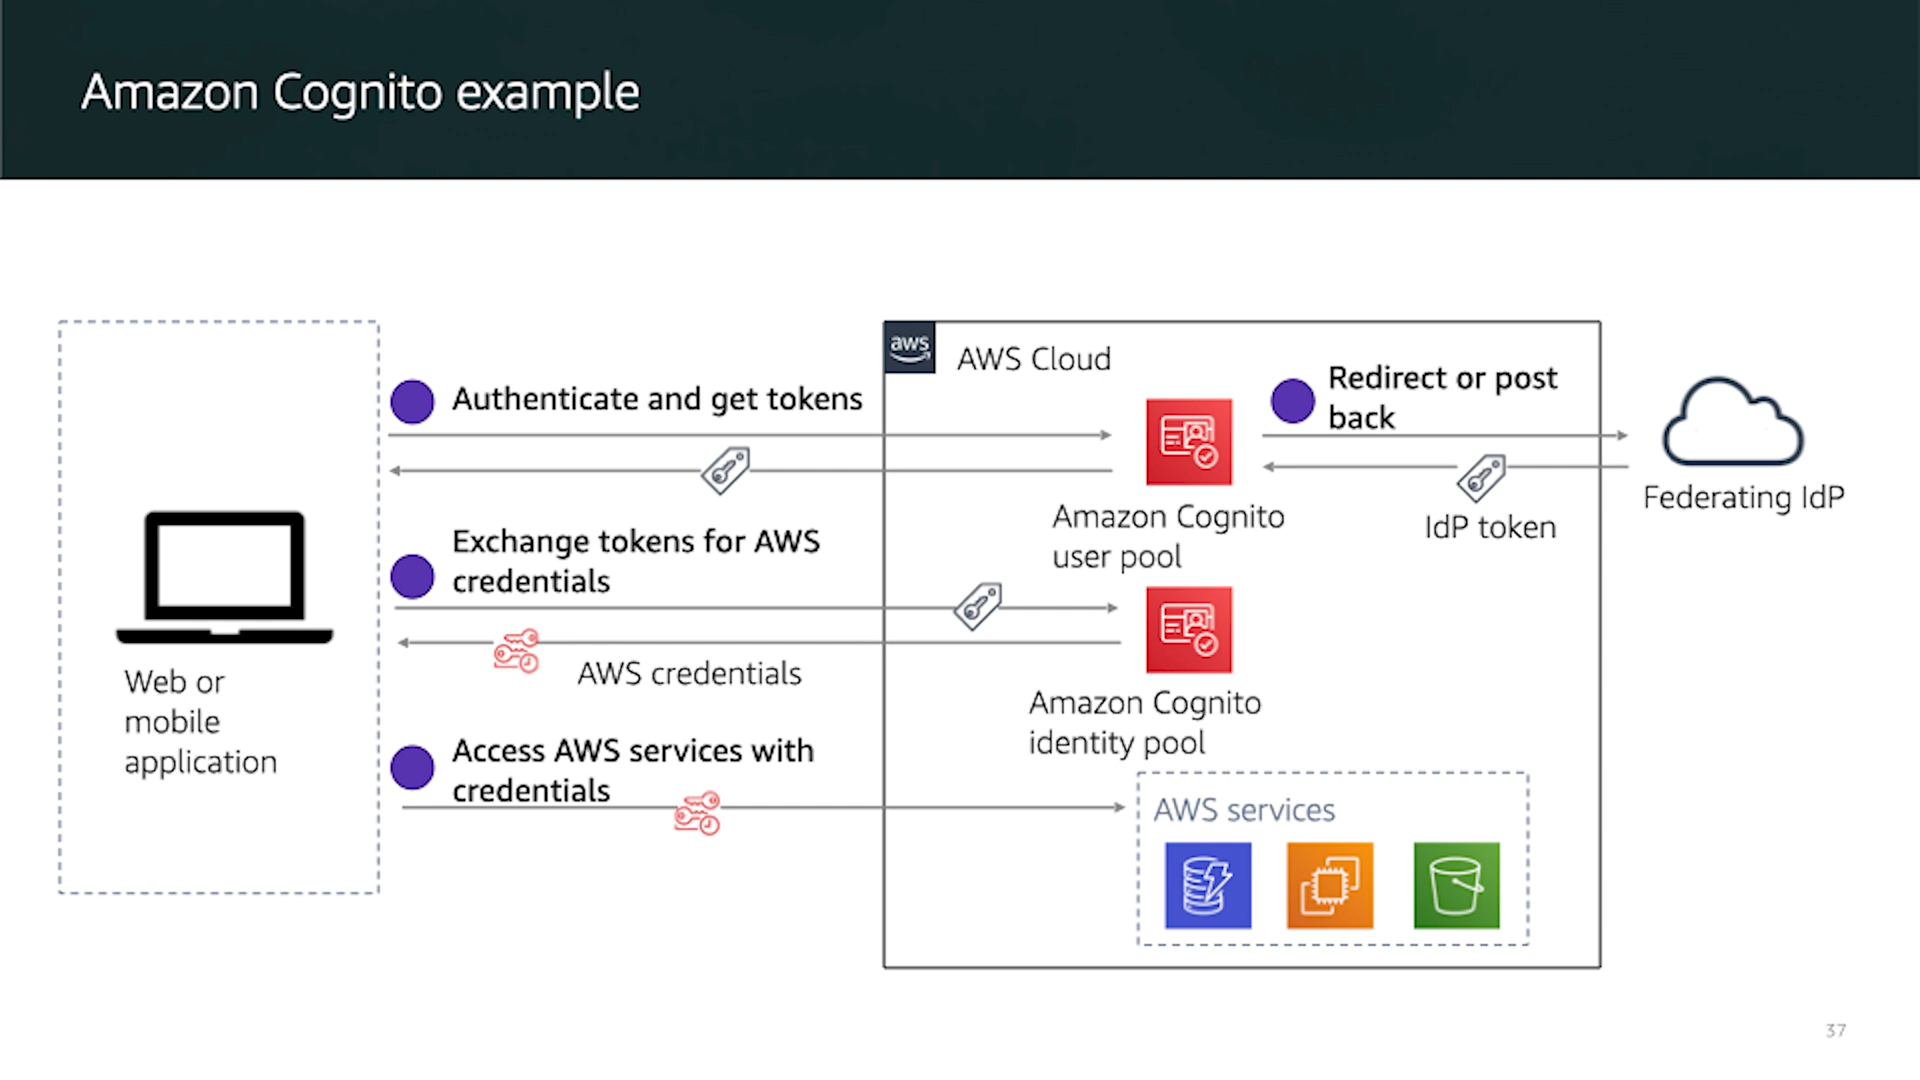 Amazon Cognito example
aws
AWS Cloud
Authenticate and get tokens
Redirect or post
back
Amazon Cognito
user pool
IdP token
Federating IdP
Exchange tokens for AWS
credentials
AWS credentials
Amazon Cognito
identity pool
Web or
mobile
application
Access AWS services with
credentials
AWS services
37